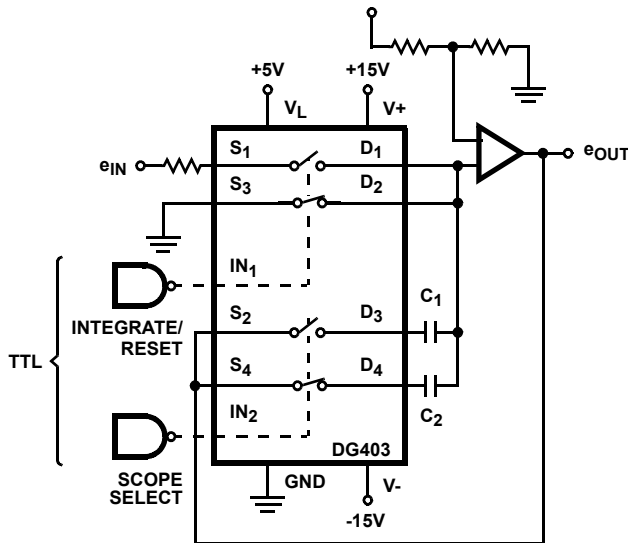 +5V
+15V
VL
V+
eIN
S1
D1
eOUT
S3
D2
IN1
INTEGRATE/
RESET
TTL
S2
D3
C1
S4
D4
C2
IN2
DG403
SCOPE
SELECT
GND
V-
-15V